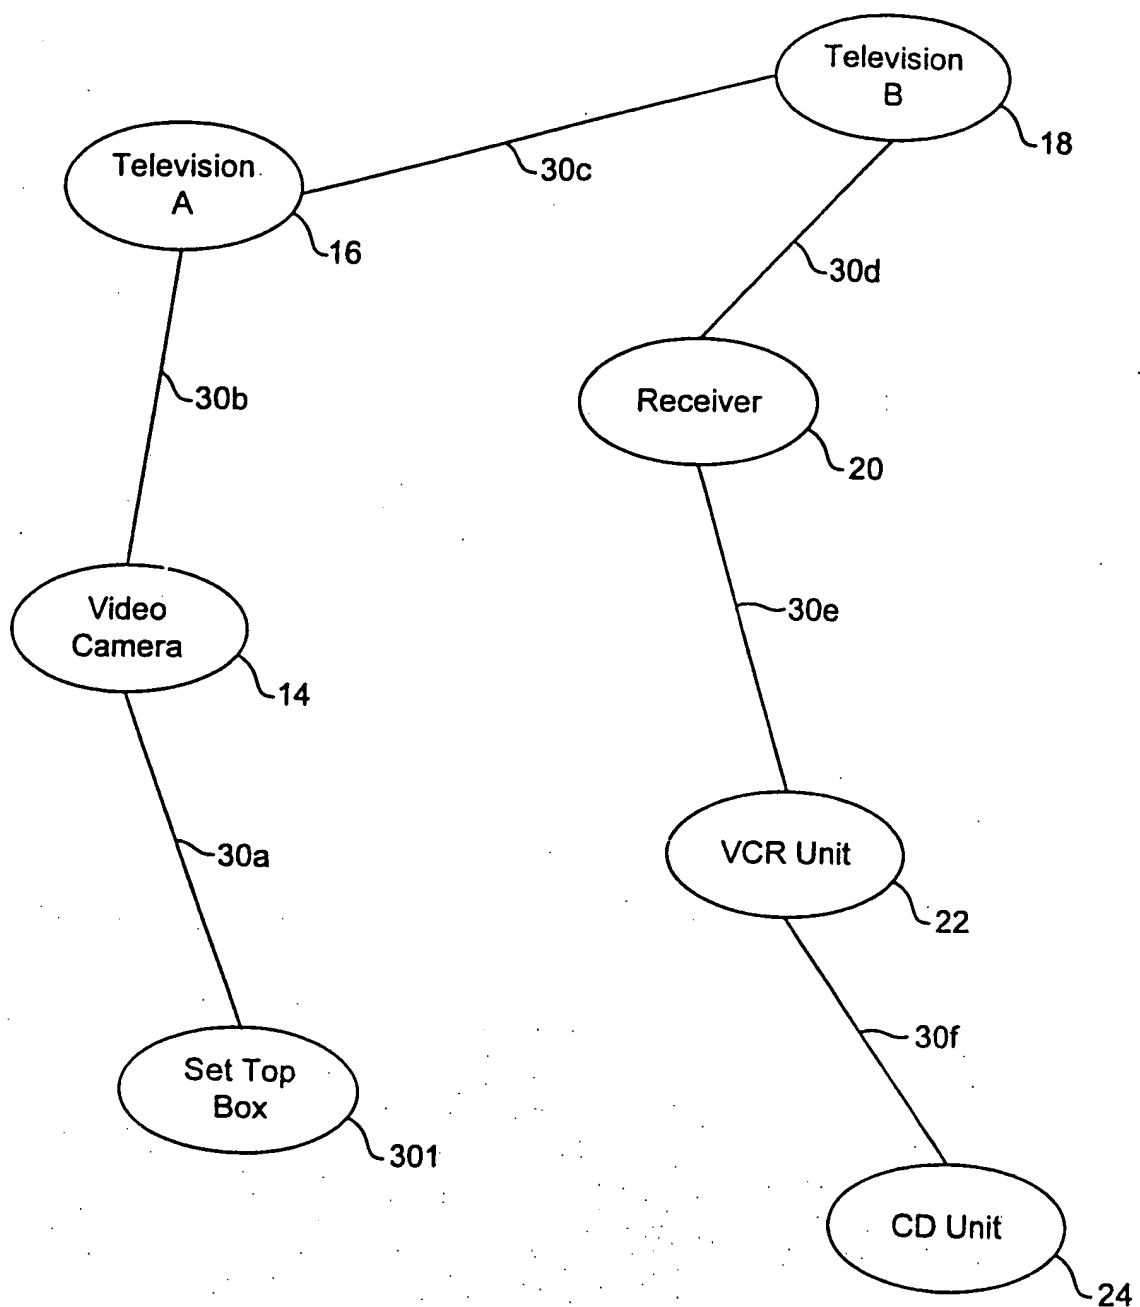 Television
B
18
30c
Television
A
16
30d
30b
Receiver
20
Video
Camera
14
30e
30a
VCR Unit
22
30f
Set Top
Box
301
CD Unit
24